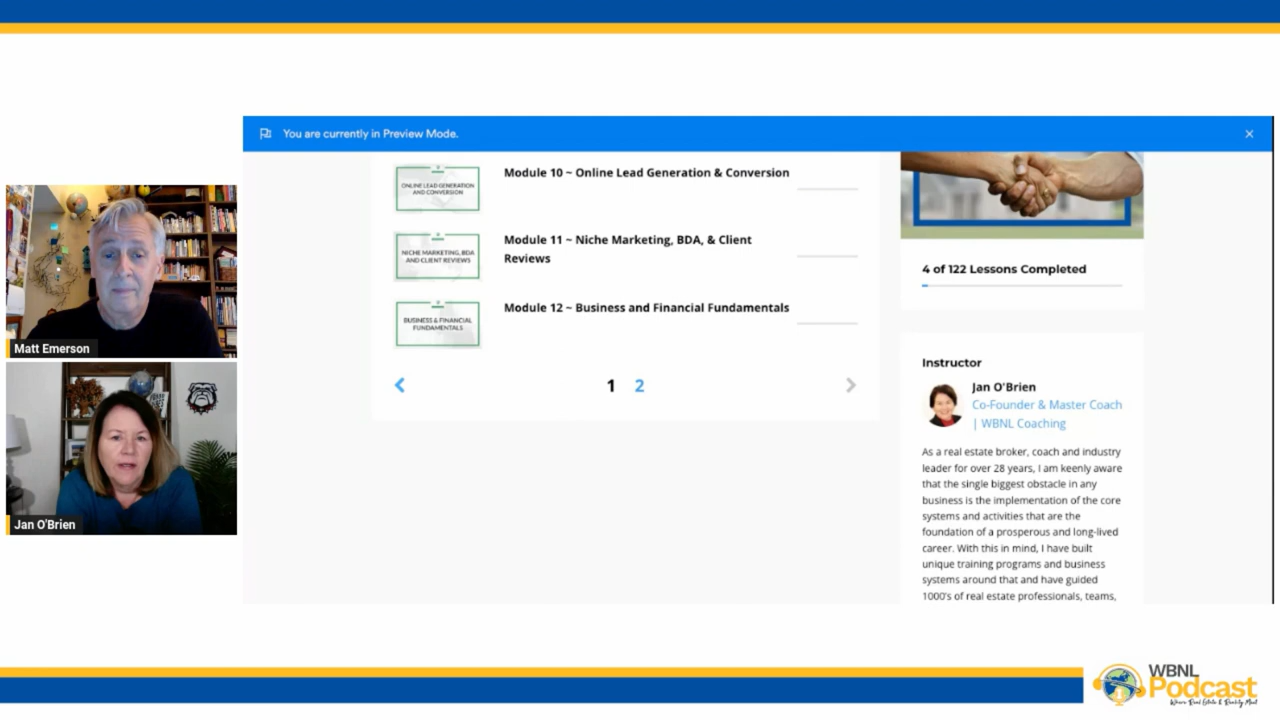 You are currently in Preview Mode.
ONLINE LEAD GENERATION
AND CONVERSION
Module 10 ~ Online Lead Generation & Conversion
NICHE MARKETING, BDA
AND CLIENT REVIEWS
Module 11 ~ Niche Marketing, BDA, & Client
Reviews
BUSINESS & FINANCIAL
FUNDAMENTALS
Module 12 ~ Business and Financial Fundamentals
1 2
4 of 122 Lessons Completed
Instructor
Jan O'Brien
Co-Founder & Master Coach
| WBNL Coaching
As a real estate broker, coach and industry
leader for over 28 years, I am keenly aware
that the single biggest obstacle in any
business is the implementation of the core
systems and activities that are the
foundation of a prosperous and long-lived
career. With this in mind, I have built
unique training programs and business
systems around that and have guided
1000's of real estate professionals, teams,
Matt Emerson
Jan O'Brien
WBNL
Podcast
Where Real Estate & Reality Meet